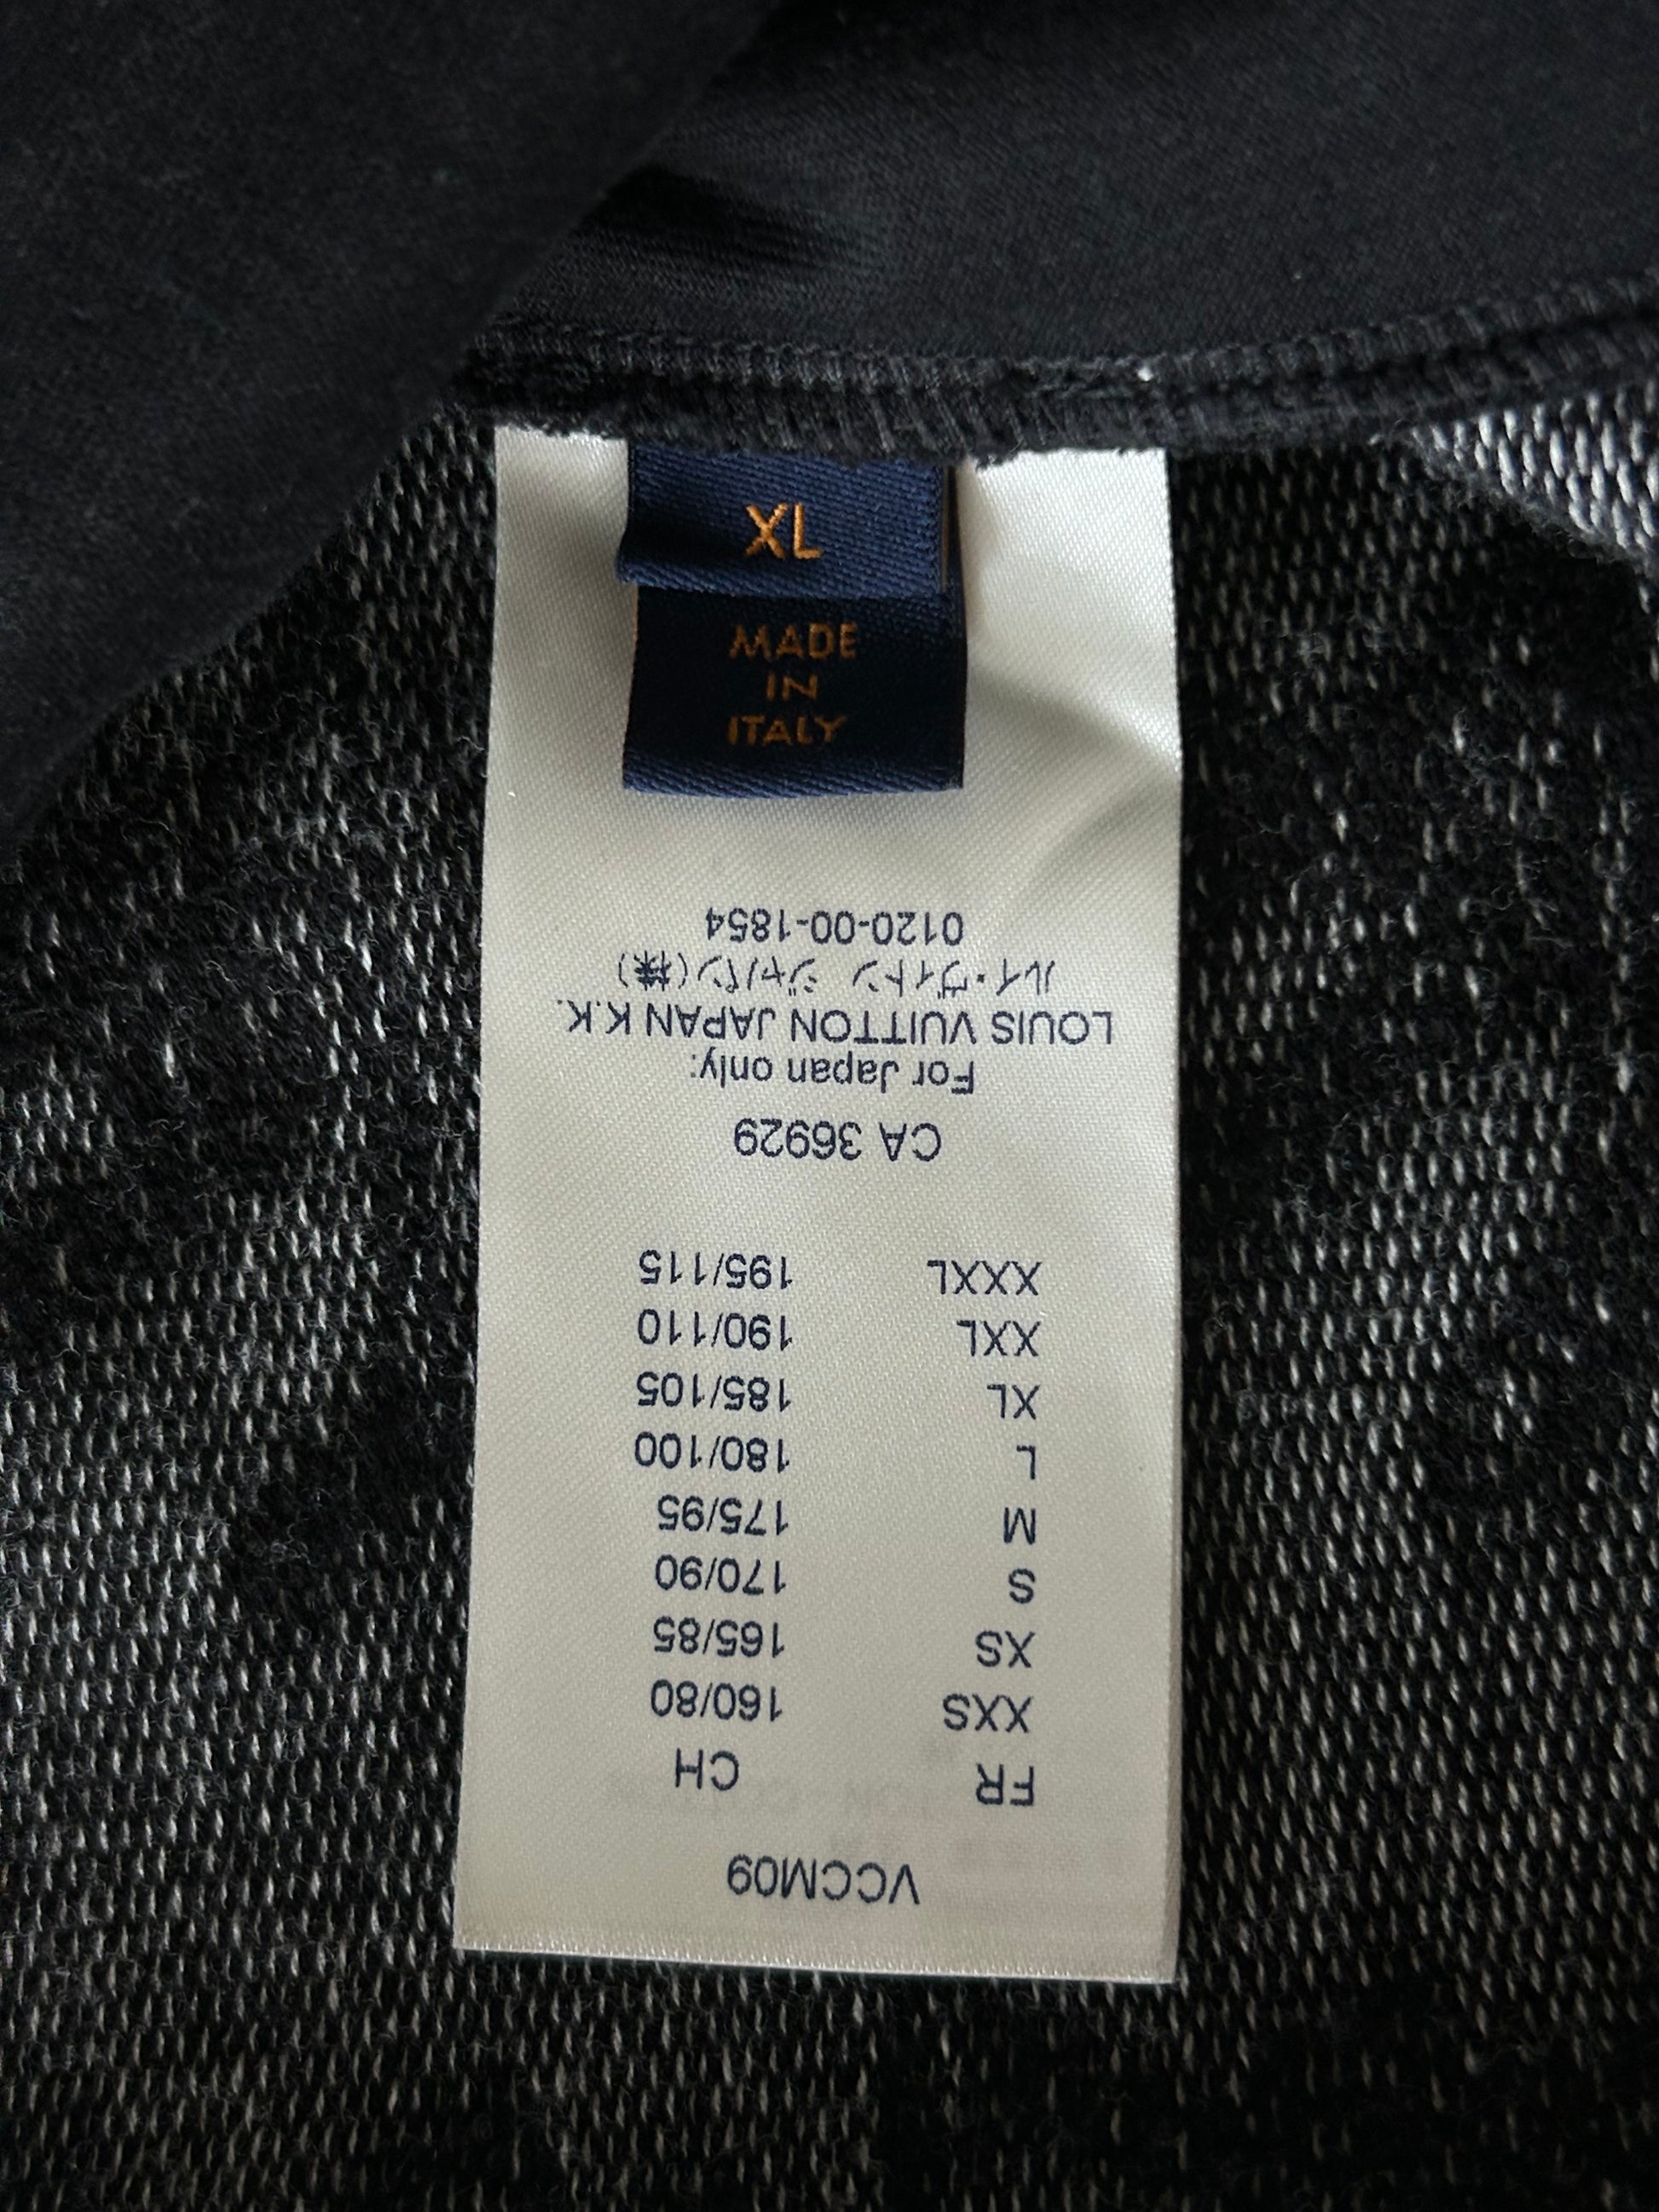 XL
MADE
IN
ITALY
VCCM09
FR CH
XXS 160/80
XS 165/85
S 170/90
M 175/95
L 180/100
XL 185/105
XXL 190/110
XXXL 195/115
CA 36929
For Japan only:
LOUIS VUITTON JAPAN K.K.
ルイ・ヴィトン ジャパン(株)
0120-00-1854